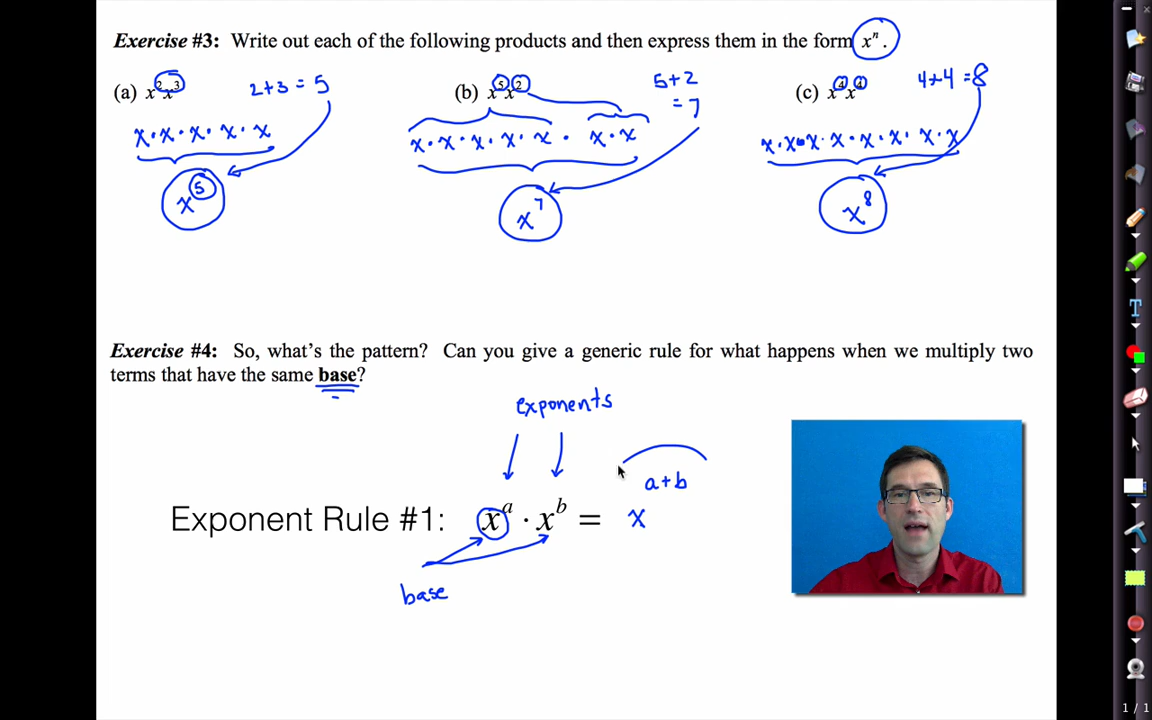 Exercise #3: Write out each of the following products and then express them in the form xⁿ.
(a) x²x³ 2+3 = 5
(b) x⁵x² 5+2 = 7
(c) x⁴x⁴ 4+4 = 8
x·x·x·x·x
x·x·x·x·x · x·x
x·x·x·x·x·x·x·x
x⁵
x⁷
x⁸
Exercise #4: So, what's the pattern? Can you give a generic rule for what happens when we multiply two
terms that have the same base?
exponents
Exponent Rule #1: xᵃ · xᵇ = xᵃ⁺ᵇ
base
1 / 1